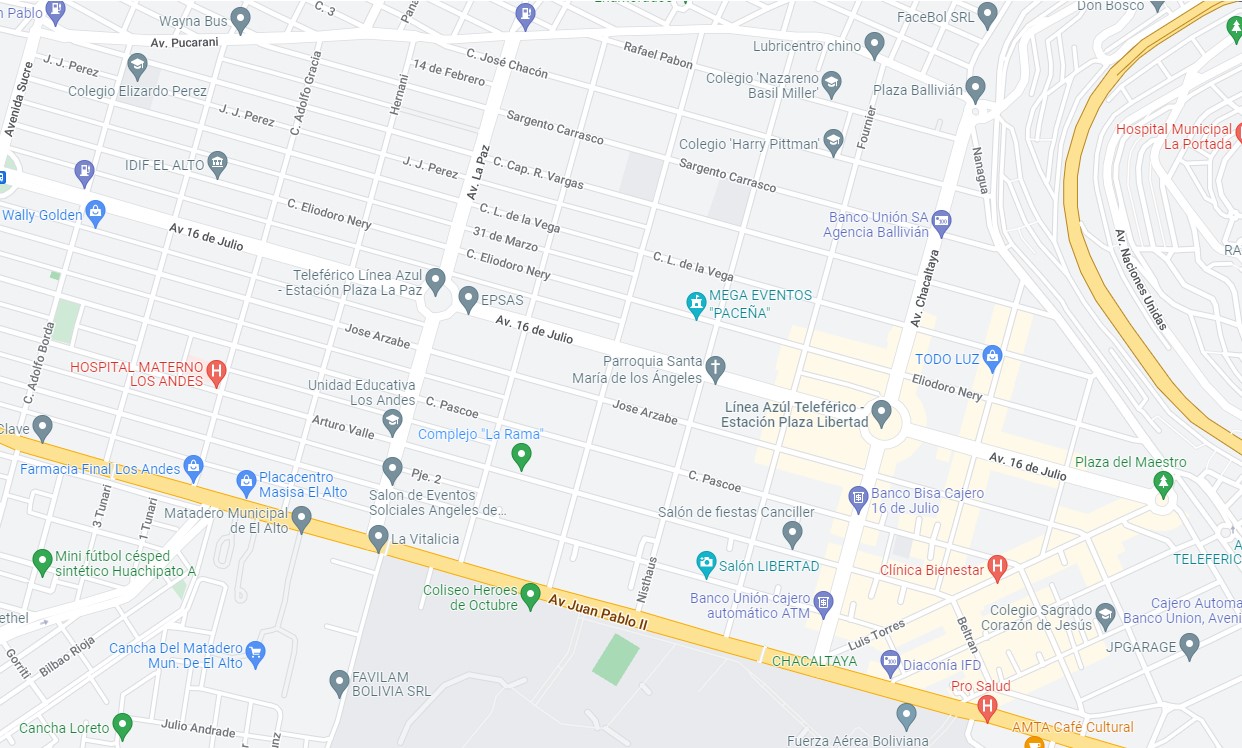 Pablo
C. 3
Wayna Bus
Av. Pucarani
FaceBol SRL
Don Bosco
Lubricentro chino
Rafael Pabon
C. José Chacón
14 de Febrero
J. J. Perez
Colegio Elizardo Perez
Avenida Sucre
C. Adolfo Gracia
Hernani
Colegio 'Nazareno
Basil Miller'
Plaza Ballivián
Fournier
J. J. Perez
Sargento Carrasco
Colegio 'Harry Pittman'
Hospital Municipal
La Portada
IDIF EL ALTO
J. J. Perez
Av. La Paz
C. Cap. R. Vargas
Sargento Carrasco
Nanagua
Wally Golden
C. Eliodoro Nery
C. L. de la Vega
Banco Unión SA
Agencia Ballivián
Av 16 de Julio
31 de Marzo
C. Eliodoro Nery
C. L. de la Vega
Av. Chacaltaya
Av. Naciones Unidas
Teleférico Línea Azul
- Estación Plaza La Paz
EPSAS
MEGA EVENTOS
"PACEÑA"
Av. 16 de Julio
Jose Arzabe
C. Adolfo Borda
HOSPITAL MATERNO
LOS ANDES
Parroquia Santa
María de los Ángeles
TODO LUZ
Eliodoro Nery
Unidad Educativa
Los Andes
C. Pascoe
Jose Arzabe
Línea Azúl Teleférico -
Estación Plaza Libertad
Clave
Arturo Valle
Complejo "La Rama"
Av. 16 de Julio
Plaza del Maestro
Farmacia Final Los Andes
Placacentro
Masisa El Alto
Pje. 2
C. Pascoe
Salon de Eventos
Solciales Angeles de...
Banco Bisa Cajero
16 de Julio
3 Tunari
1 Tunari
Matadero Municipal
de El Alto
La Vitalicia
Salón de fiestas Canciller
Mini fútbol césped
sintético Huachipato A
TELEFERIC
Nisthaus
Salón LIBERTAD
Clínica Bienestar
Coliseo Heroes
de Octubre
Av Juan Pablo II
Banco Unión cajero
automático ATM
Colegio Sagrado
Corazón de Jesús
Cajero Automa
Banco Union, Aveni
ethel
Bilbao Rioja
Gorriti
Cancha Del Matadero
Mun. De El Alto
Luis Torres
Beltran
JPGARAGE
CHACALTAYA
Diaconía IFD
FAVILAM
BOLIVIA SRL
Pro Salud
Cancha Loreto
Julio Andrade
Fuerza Aérea Boliviana
AMTA Café Cultural